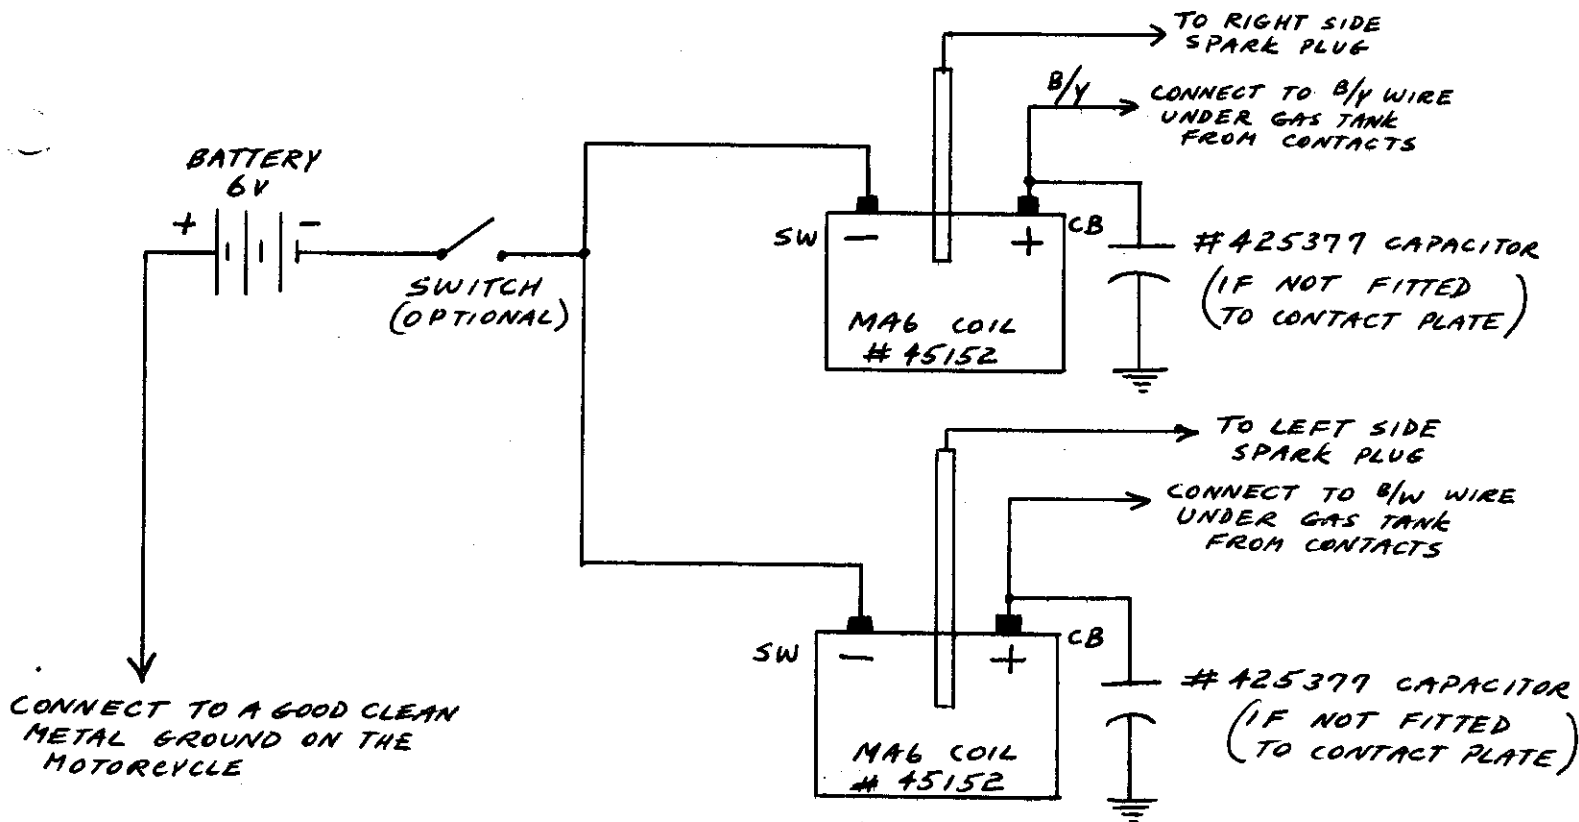 TO RIGHT SIDE
SPARK PLUG
B/Y
CONNECT TO B/Y WIRE
UNDER GAS TANK
FROM CONTACTS
BATTERY
6V
+ -
SWITCH
(OPTIONAL)
SW - + CB
MA6 COIL
# 45152
#425377 CAPACITOR
(IF NOT FITTED
TO CONTACT PLATE)
TO LEFT SIDE
SPARK PLUG
CONNECT TO B/W WIRE
UNDER GAS TANK
FROM CONTACTS
SW - + CB
MA6 COIL
# 45152
#425377 CAPACITOR
(IF NOT FITTED
TO CONTACT PLATE)
CONNECT TO A GOOD CLEAN
METAL GROUND ON THE
MOTORCYCLE